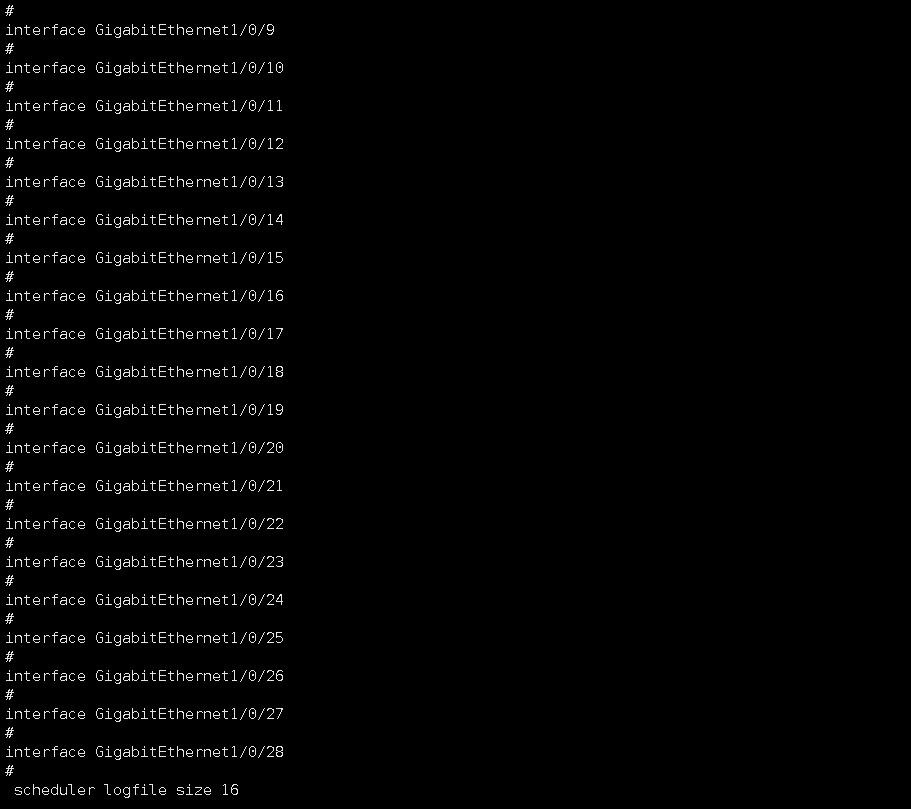 #
interface GigabitEthernet1/0/9
#
interface GigabitEthernet1/0/10
#
interface GigabitEthernet1/0/11
#
interface GigabitEthernet1/0/12
#
interface GigabitEthernet1/0/13
#
interface GigabitEthernet1/0/14
#
interface GigabitEthernet1/0/15
#
interface GigabitEthernet1/0/16
#
interface GigabitEthernet1/0/17
#
interface GigabitEthernet1/0/18
#
interface GigabitEthernet1/0/19
#
interface GigabitEthernet1/0/20
#
interface GigabitEthernet1/0/21
#
interface GigabitEthernet1/0/22
#
interface GigabitEthernet1/0/23
#
interface GigabitEthernet1/0/24
#
interface GigabitEthernet1/0/25
#
interface GigabitEthernet1/0/26
#
interface GigabitEthernet1/0/27
#
interface GigabitEthernet1/0/28
#
 scheduler logfile size 16